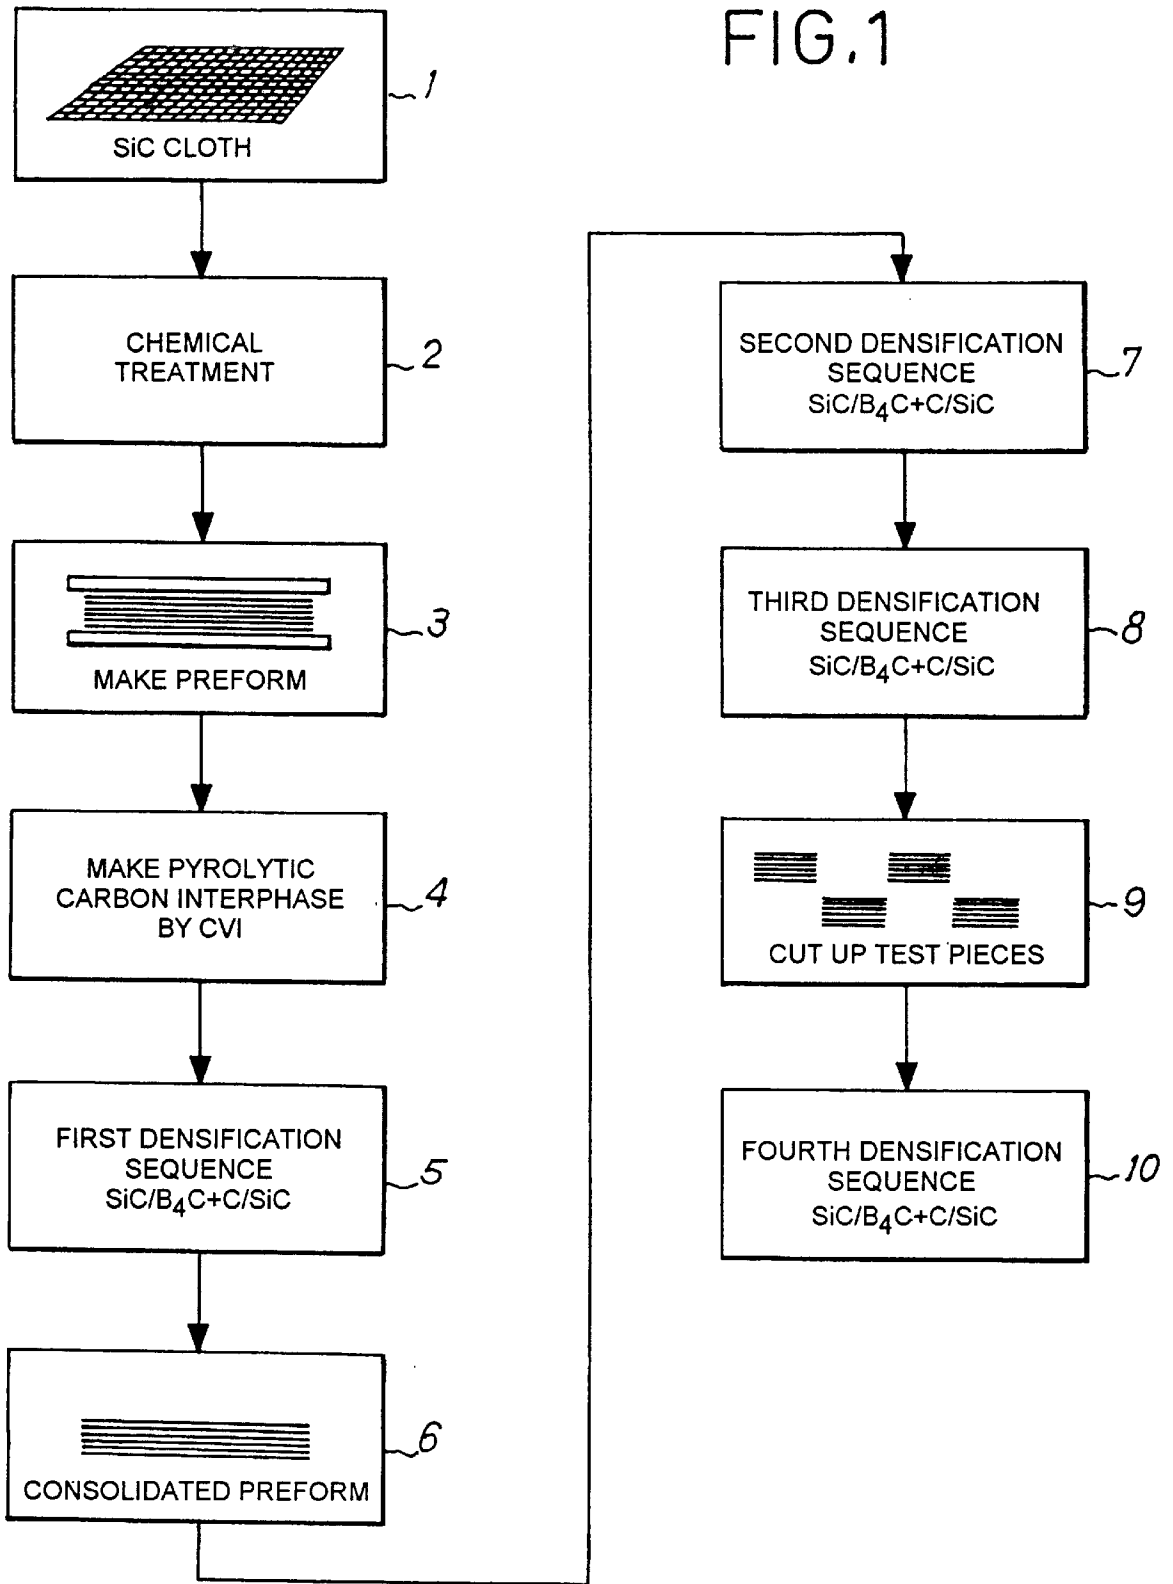 FIG.1
SiC CLOTH
1
CHEMICAL
TREATMENT
2
MAKE PREFORM
3
MAKE PYROLYTIC
CARBON INTERPHASE
BY CVI
4
FIRST DENSIFICATION
SEQUENCE
SiC/B4C+C/SiC
5
CONSOLIDATED PREFORM
6
SECOND DENSIFICATION
SEQUENCE
SiC/B4C+C/SiC
7
THIRD DENSIFICATION
SEQUENCE
SiC/B4C+C/SiC
8
CUT UP TEST PIECES
9
FOURTH DENSIFICATION
SEQUENCE
SiC/B4C+C/SiC
10